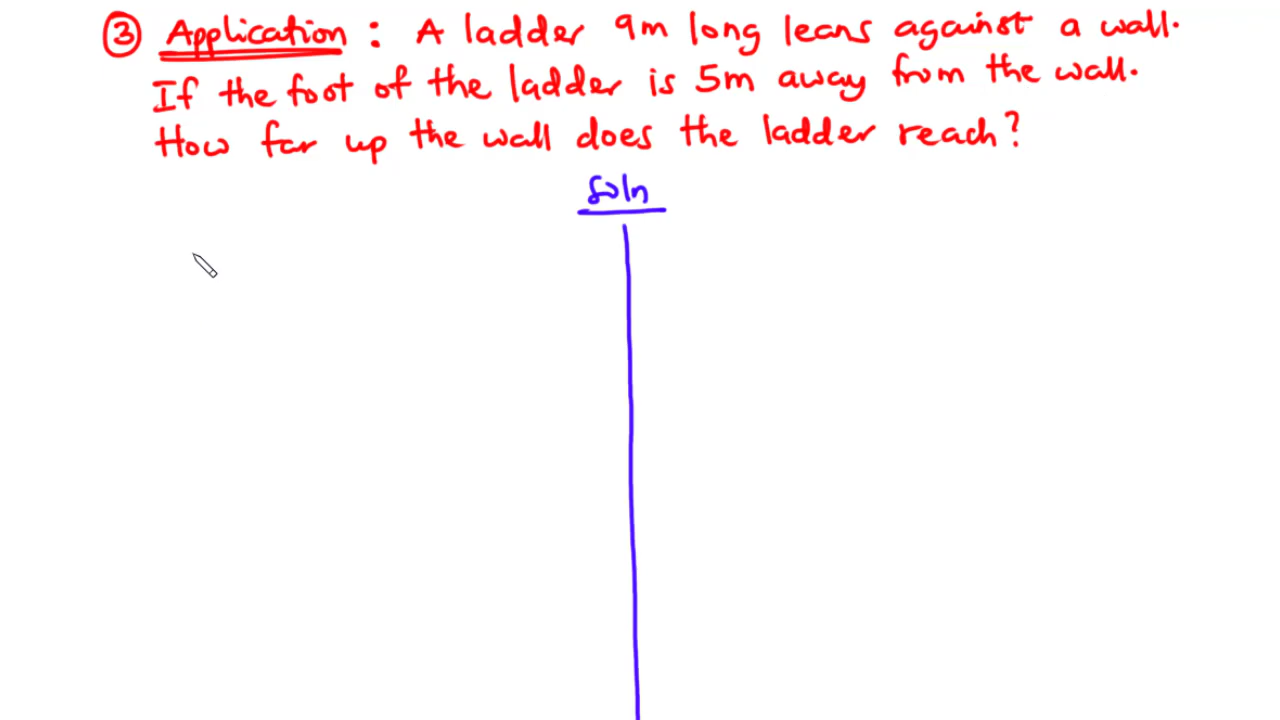 ③ Application : A ladder 9m long leans against a wall.
If the foot of the ladder is 5m away from the wall.
How far up the wall does the ladder reach?
Soln